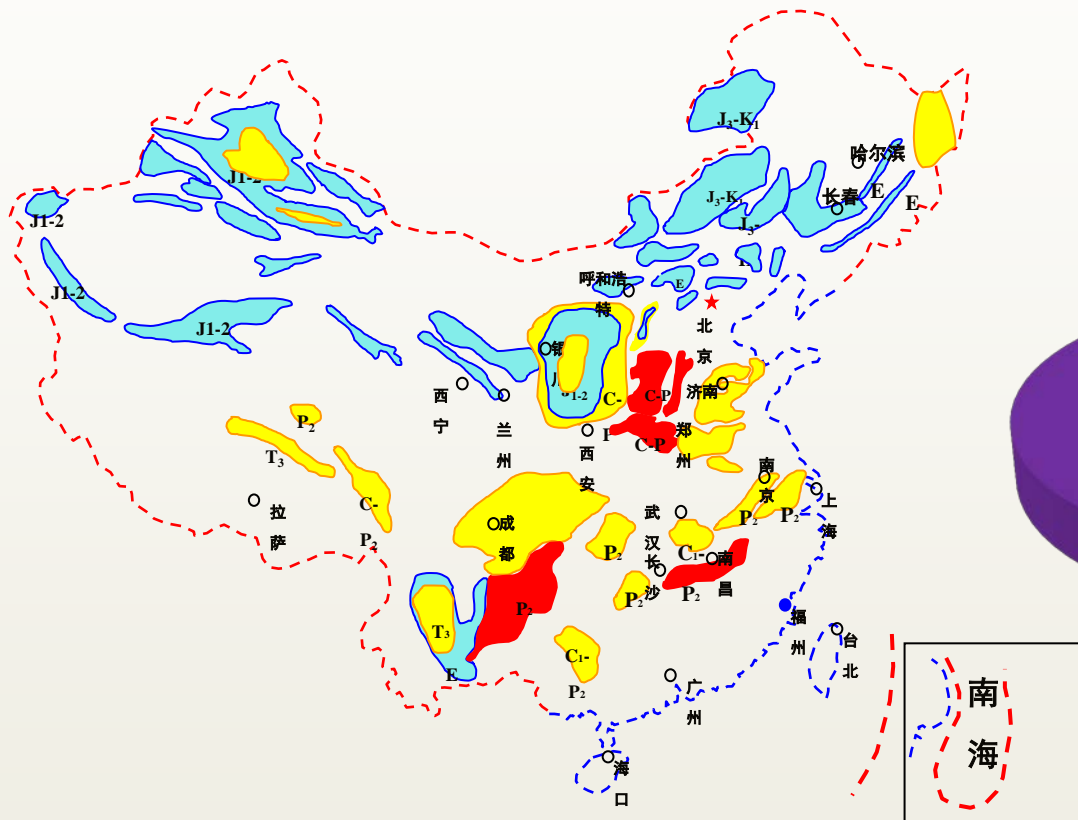 J₃-K₁
哈尔滨
J1-2
长春
E
E
J₃-K₁
J1-2
J₃-
呼和浩
特
E
J1-2
北
京
J1-2
银
川
J₁-₂
西
宁
兰
州
C-
P
C-P
济南
C-P
郑
州
西
安
P₂
T₃
C-
P₂
拉
萨
南
京
上
海
P₂
P₂
成
都
武
汉
P₂
C₁-
P₂
长
沙
南
昌
P₂
P₂
T₃
E
C₁-
P₂
福
州
台
北
广
州
海
口
南
海